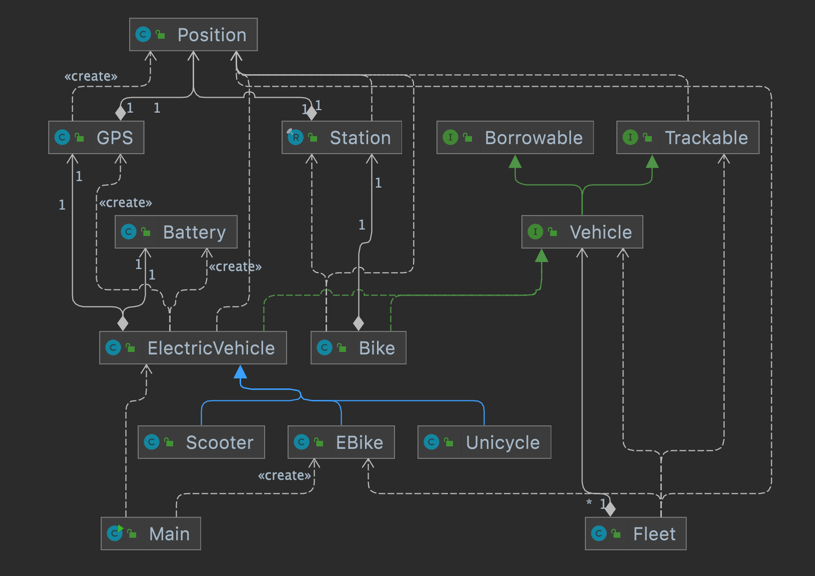 C Position
«create»
1 1 1 1
C GPS
R Station
I Borrowable
I Trackable
1 1
1 «create» 1
C Battery
I Vehicle
1 1 «create»
C ElectricVehicle
C Bike
C Scooter
C EBike
C Unicycle
«create»
* 1
C Main
C Fleet